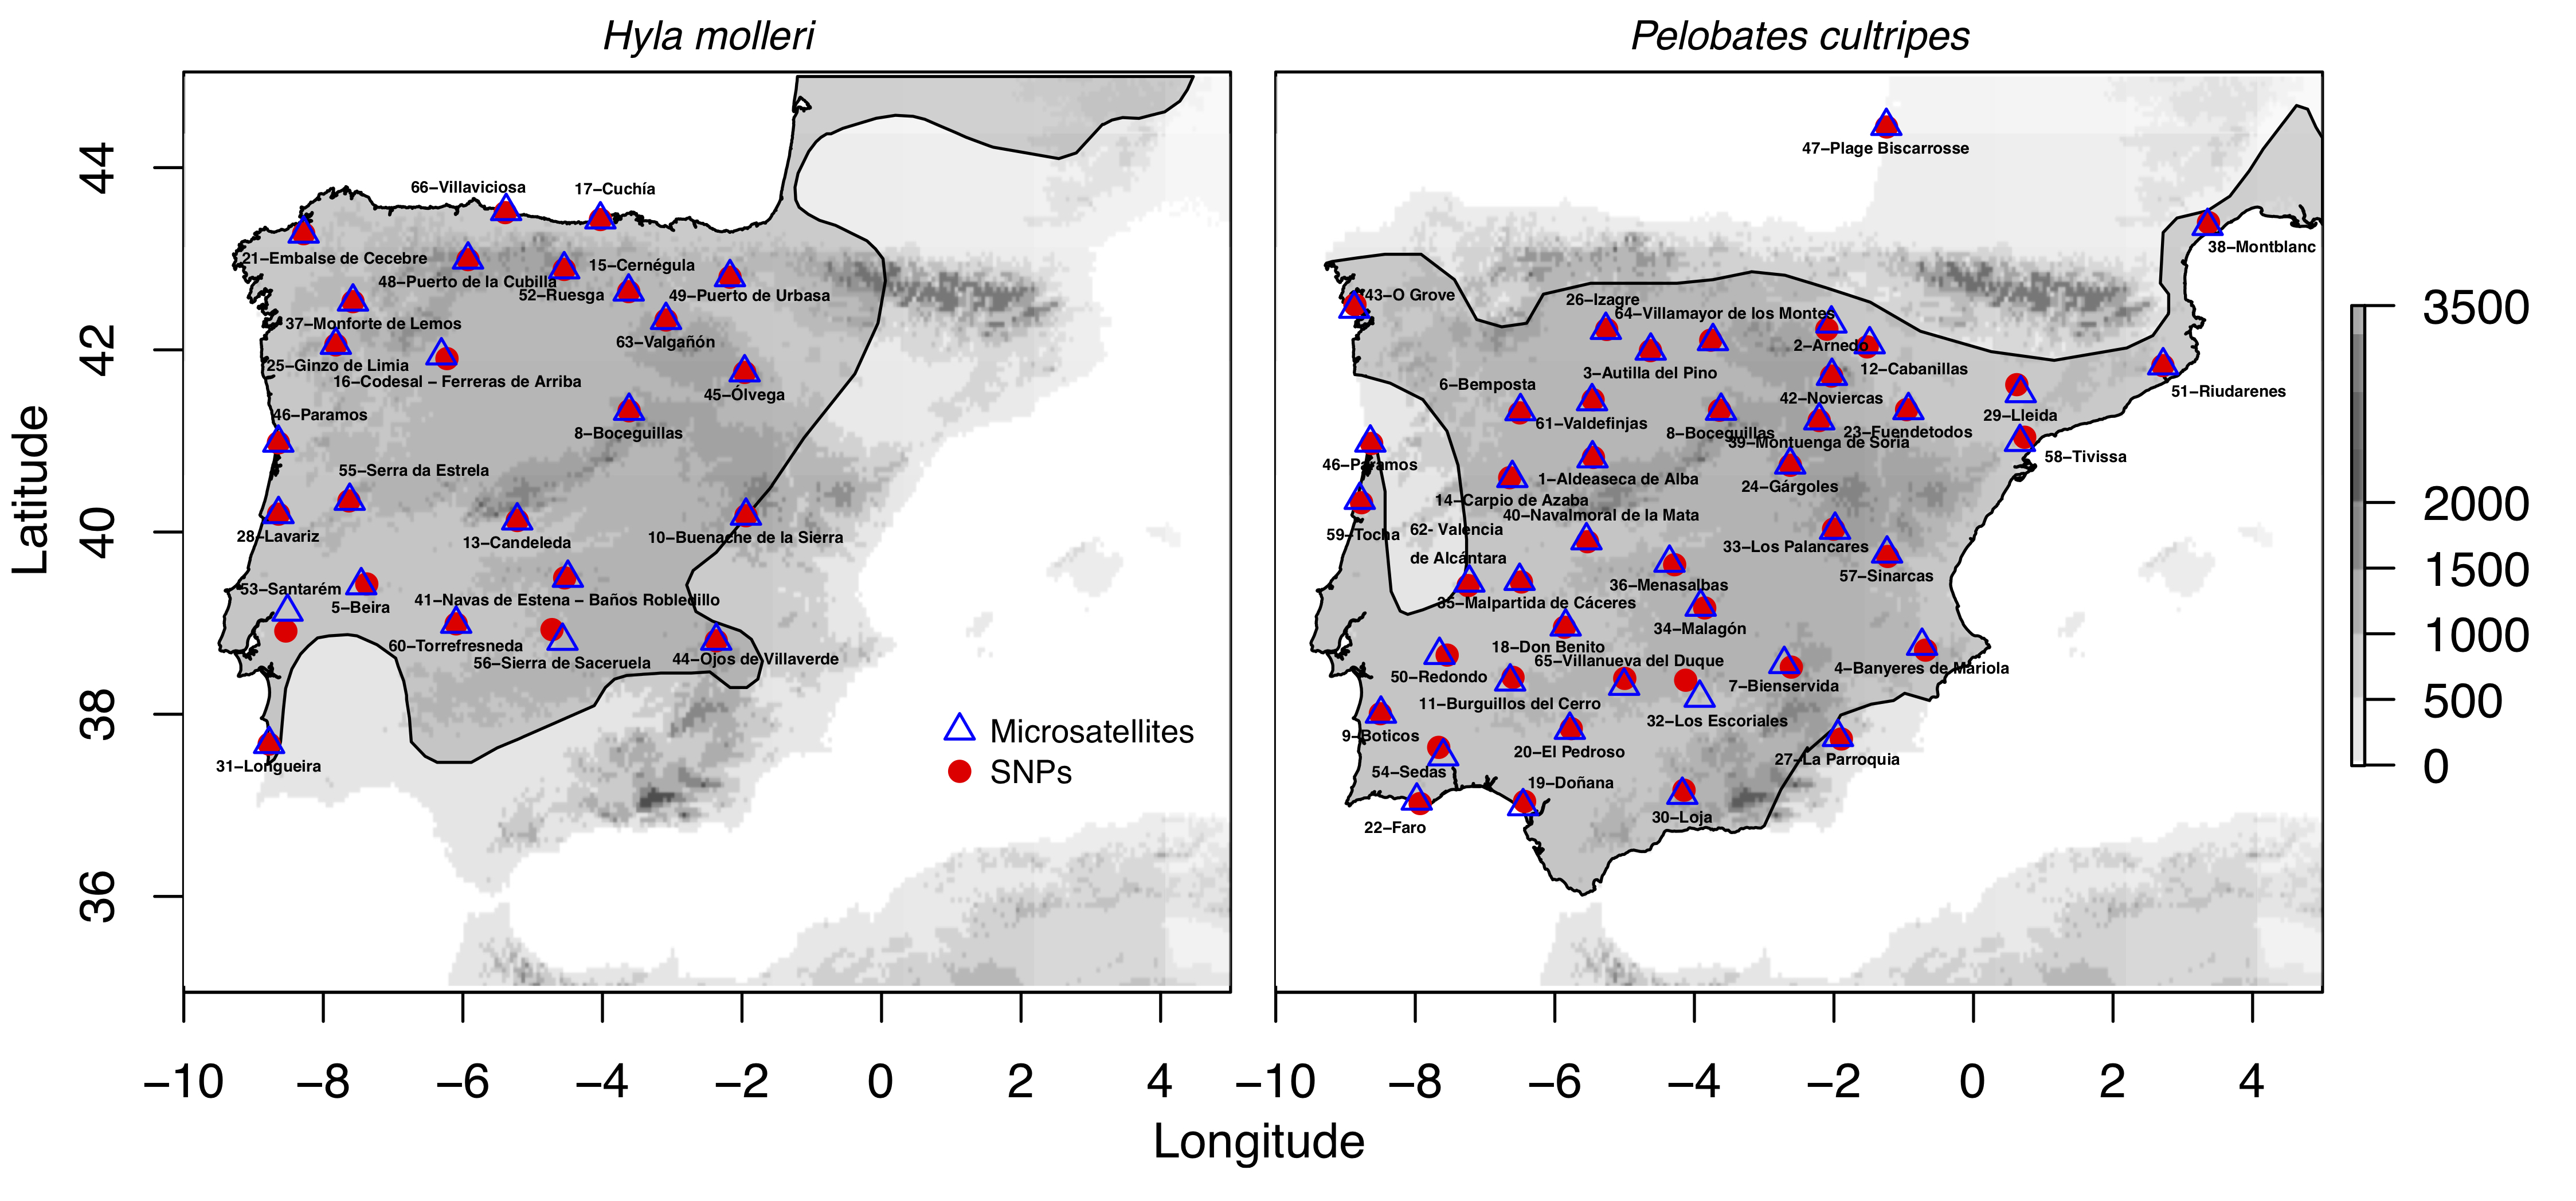 Hyla molleri
Pelobates cultripes
Latitude
44
42
40
38
36
66–Villaviciosa
17–Cuchía
21–Embalse de Cecebre
48–Puerto de la Cubilla
15–Cernégula
52–Ruesga
49–Puerto de Urbasa
37–Monforte de Lemos
63–Valgañón
25–Ginzo de Limia
16–Codesal – Ferreras de Arriba
45–Ólvega
46–Paramos
8–Boceguillas
55–Serra da Estrela
28–Lavariz
13–Candeleda
10–Buenache de la Sierra
53–Santarém
5–Beira
41–Navas de Estena – Baños Robledillo
60–Torrefresneda
56–Sierra de Saceruela
44–Ojos de Villaverde
31–Longueira
Microsatellites
SNPs
47–Plage Biscarrosse
38–Montblanc
43–O Grove
26–Izagre
64–Villamayor de los Montes
2–Arnedo
12–Cabanillas
3–Autilla del Pino
6–Bemposta
42–Noviercas
51–Riudarenes
29–Lleida
61–Valdefinjas
8–Boceguillas
23–Fuendetodos
39–Montuenga de Soria
58–Tivissa
46–Paramos
1–Aldeaseca de Alba
24–Gárgoles
14–Carpio de Azaba
40–Navalmoral de la Mata
59–Tocha
62- Valencia
de Alcántara
33–Los Palancares
57–Sinarcas
36–Menasalbas
35–Malpartida de Cáceres
34–Malagón
18–Don Benito
65–Villanueva del Duque
4–Banyeres de Mariola
50–Redondo
7–Bienservida
11–Burguillos del Cerro
32–Los Escoriales
9–Boticos
20–El Pedroso
27–La Parroquia
54–Sedas
19–Doñana
30–Loja
22–Faro
3500
2000
1500
1000
500
0
−10 −8 −6 −4 −2 0 2 4
−10 −8 −6 −4 −2 0 2 4
Longitude